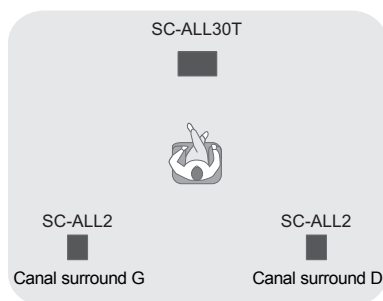 SC-ALL30T
SC-ALL2
SC-ALL2
Canal surround G
Canal surround D